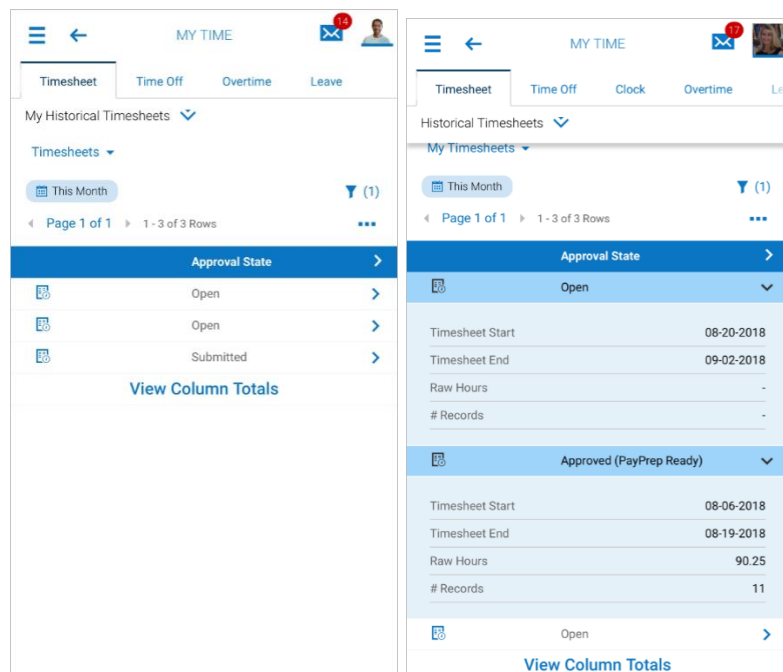 MY TIME 14
Timesheet Time Off Overtime Leave
My Historical Timesheets
Timesheets
This Month (1)
Page 1 of 1 1 - 3 of 3 Rows
Approval State
Open
Open
Submitted
View Column Totals
MY TIME 17
Timesheet Time Off Clock Overtime Le
Historical Timesheets
My Timesheets
This Month (1)
Page 1 of 1 1 - 3 of 3 Rows
Approval State
Open
Timesheet Start 08-20-2018
Timesheet End 09-02-2018
Raw Hours -
# Records -
Approved (PayPrep Ready)
Timesheet Start 08-06-2018
Timesheet End 08-19-2018
Raw Hours 90.25
# Records 11
Open
View Column Totals